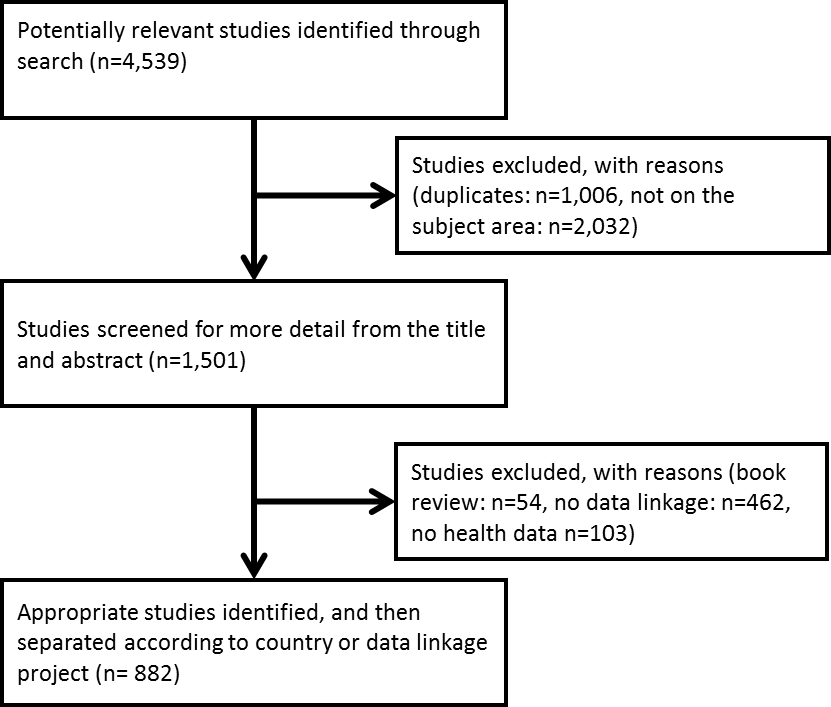 Potentially relevant studies identified through
search (n=4,539)
Studies excluded, with reasons
(duplicates: n=1,006, not on the
subject area: n=2,032)
Studies screened for more detail from the title
and abstract (n=1,501)
Studies excluded, with reasons (book
review: n=54, no data linkage: n=462,
no health data n=103)
Appropriate studies identified, and then
separated according to country or data linkage
project (n= 882)